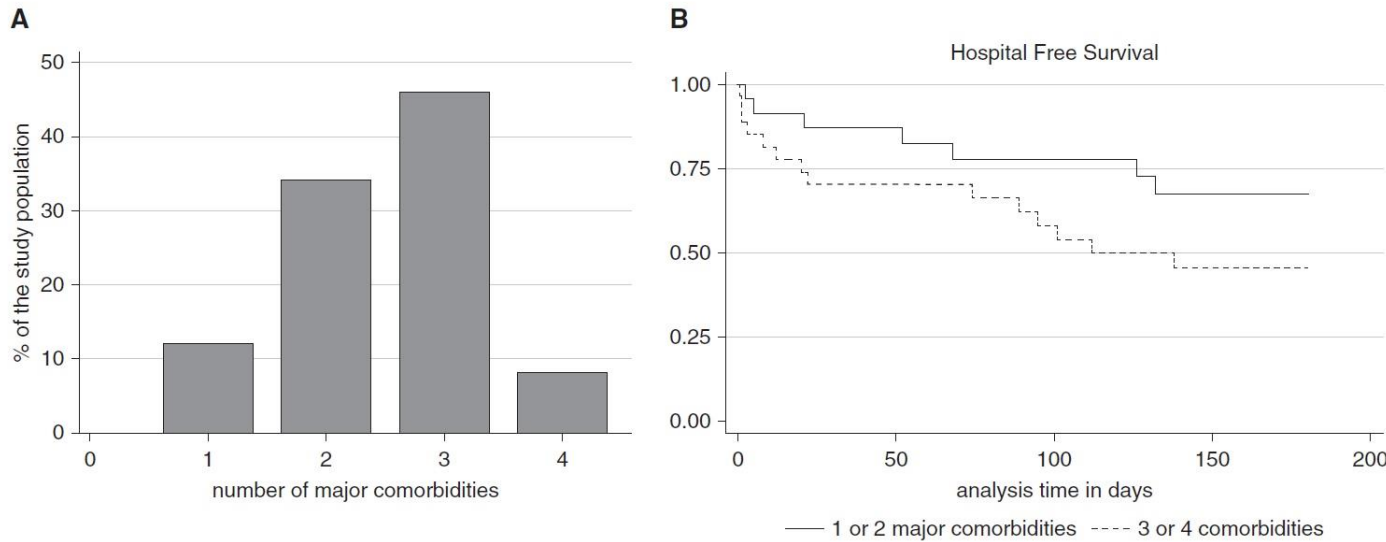 A
50
40
30
20
10
0
% of the study population
0 1 2 3 4
number of major comorbidities
B
Hospital Free Survival
1.00
0.75
0.50
0.25
0.00
0 50 100 150 200
analysis time in days
1 or 2 major comorbidities 3 or 4 comorbidities